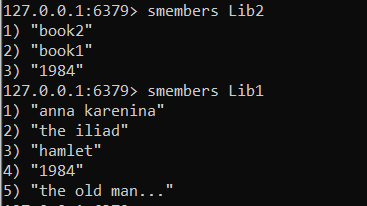 127.0.0.1:6379> smembers Lib2
1) "book2"
2) "book1"
3) "1984"
127.0.0.1:6379> smembers Lib1
1) "anna karenina"
2) "the iliad"
3) "hamlet"
4) "1984"
5) "the old man..."